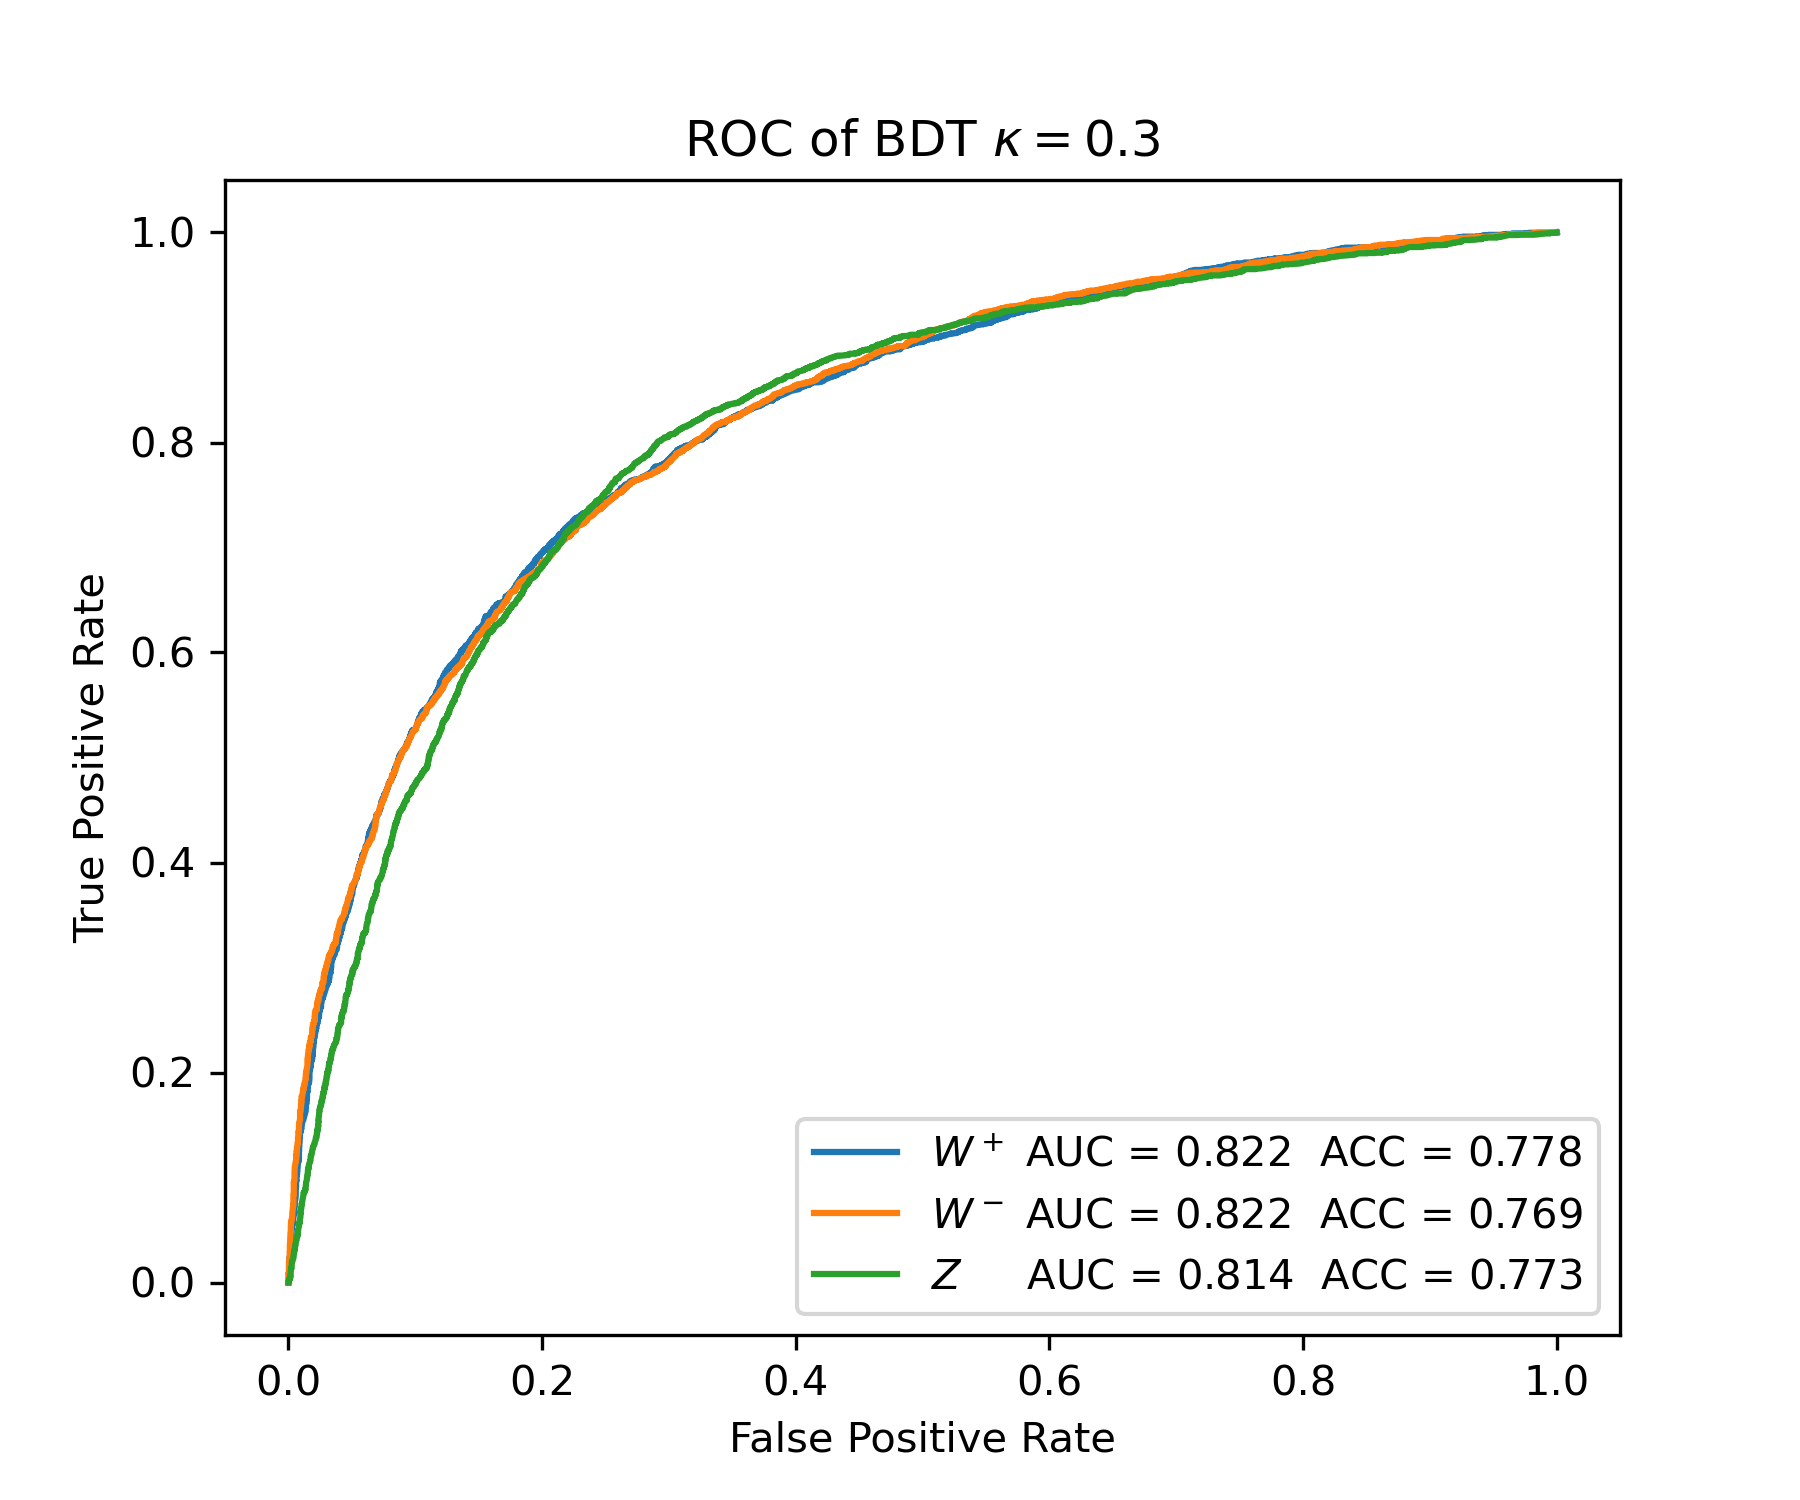 ROC of BDT κ = 0.3
1.0
0.8
0.6
0.4
0.2
0.0
True Positive Rate
W⁺ AUC = 0.822 ACC = 0.778
W⁻ AUC = 0.822 ACC = 0.769
Z AUC = 0.814 ACC = 0.773
0.0 0.2 0.4 0.6 0.8 1.0
False Positive Rate